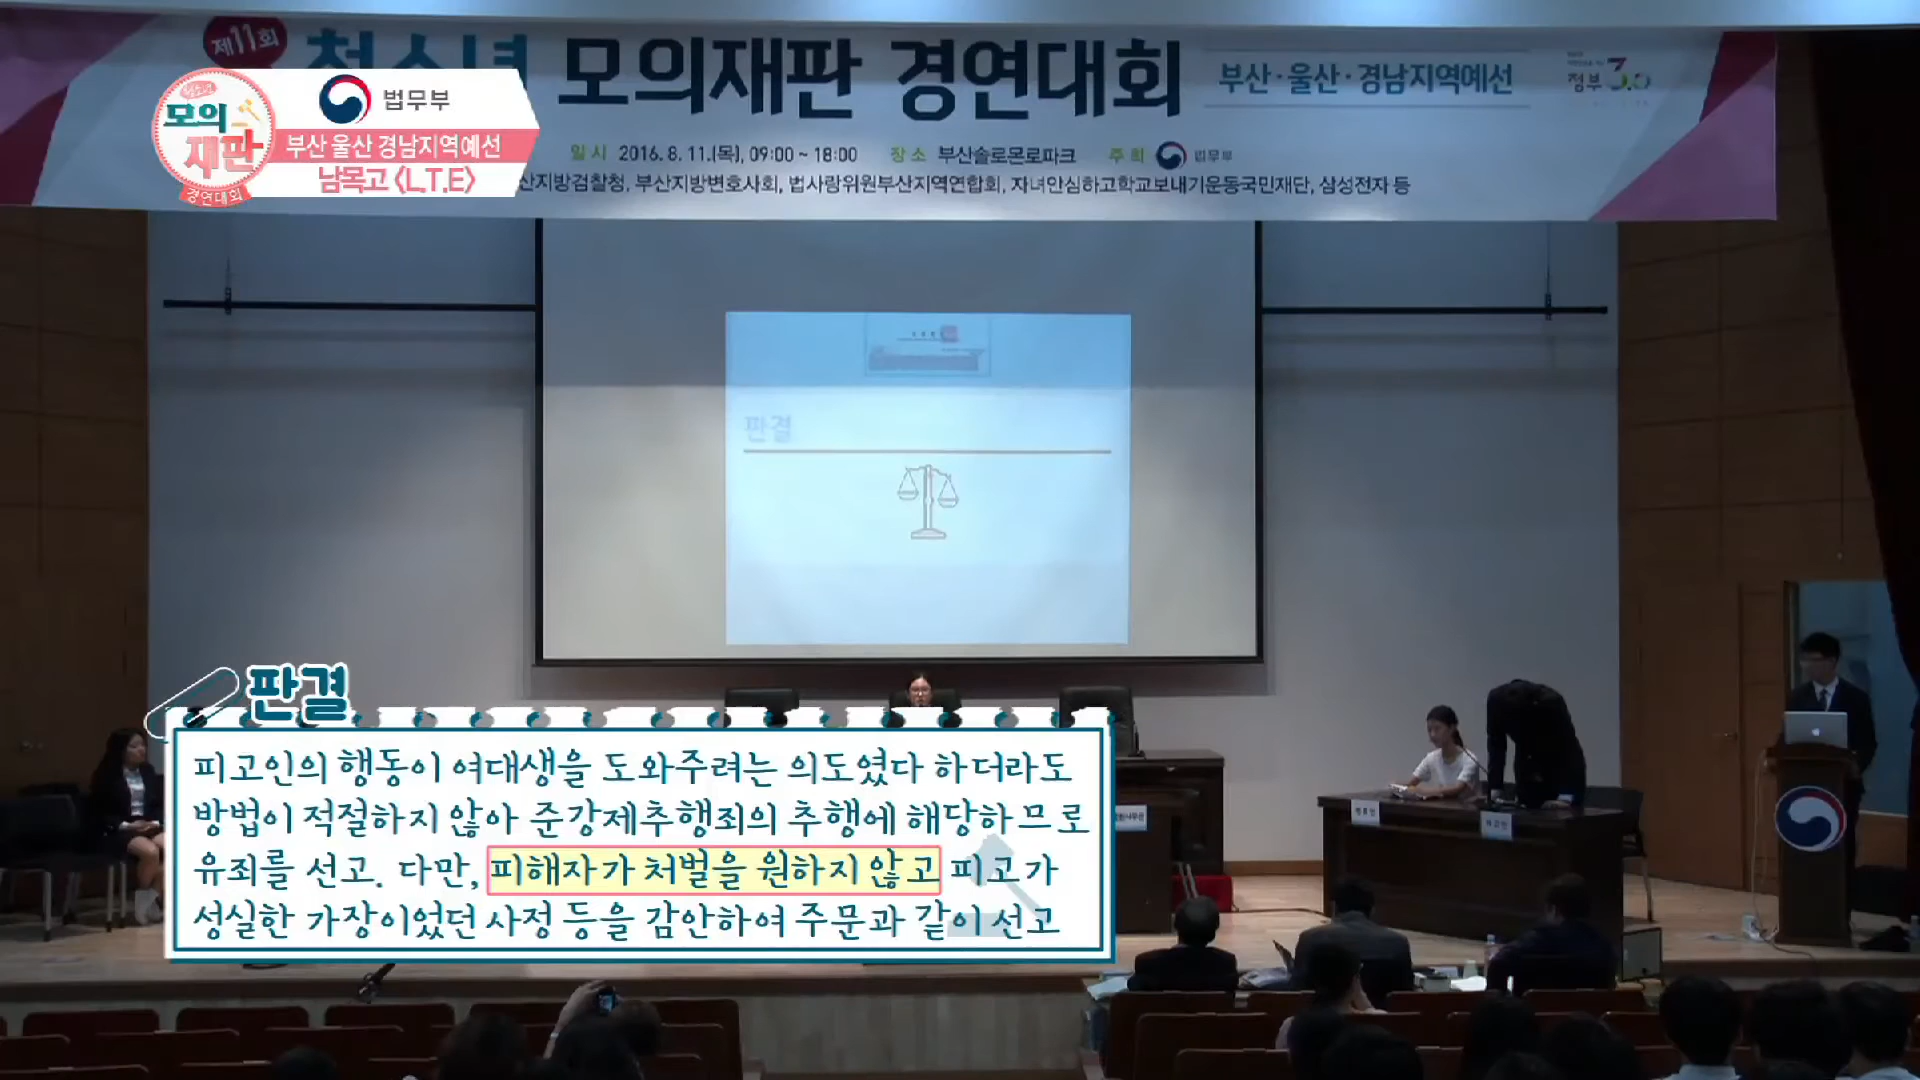 제11회
청소년 모의재판 경연대회
부산·울산·경남지역예선
정부 3.0
일시 2016. 8. 11.(목), 09:00 ~ 18:00 장소 부산솔로몬로파크 주최 법무부
산지방검찰청, 부산지방변호사회, 법사랑위원부산지역연합회, 자녀안심하고학교보내기운동국민재단, 삼성전자 등
청소년
모의
재판
경연대회
법무부
부산 울산 경남지역예선
남목고 <L.T.E>
판결
판결
피고인의 행동이 여대생을 도와주려는 의도였다 하더라도
방법이 적절하지 않아 준강제추행죄의 추행에 해당하므로
유죄를 선고. 다만, 피해자가 처벌을 원하지 않고 피고가
성실한 가장이었던 사정 등을 감안하여 주문과 같이 선고
변호인
피고인